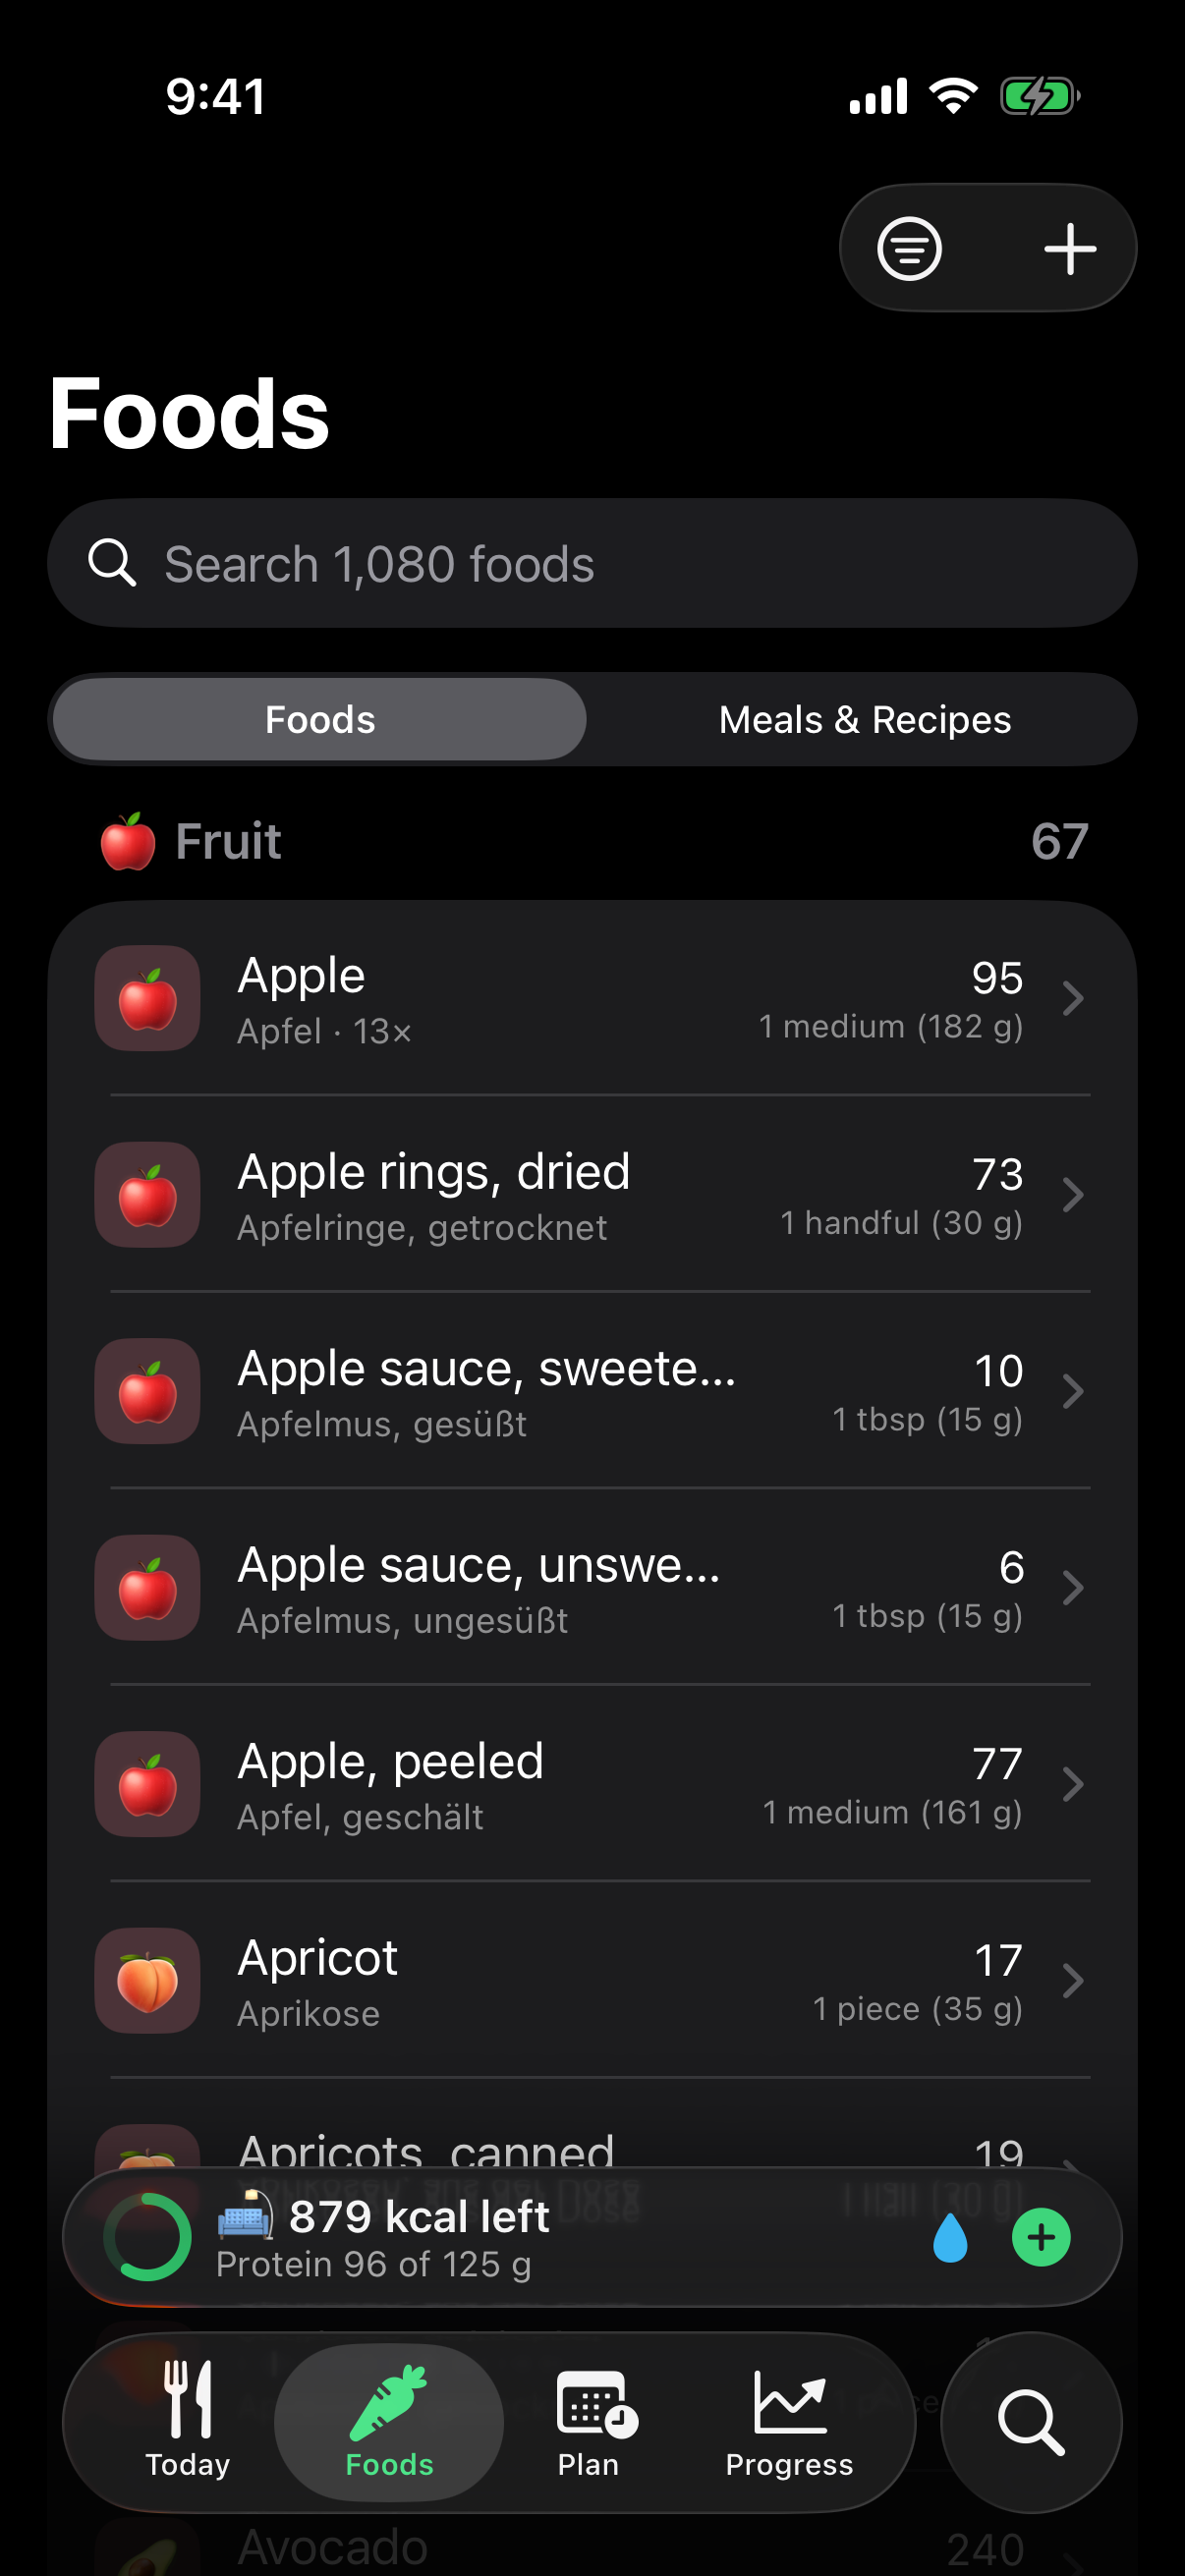 9:41
Foods
Search 1,080 foods
Foods
Meals & Recipes
Fruit
67
Apple
95
Apfel · 13×
1 medium (182 g)
Apple rings, dried
73
Apfelringe, getrocknet
1 handful (30 g)
Apple sauce, sweete...
10
Apfelmus, gesüßt
1 tbsp (15 g)
Apple sauce, unswe...
6
Apfelmus, ungesüßt
1 tbsp (15 g)
Apple, peeled
77
Apfel, geschält
1 medium (161 g)
Apricot
17
Aprikose
1 piece (35 g)
Apricots, canned
19
879 kcal left
Protein 96 of 125 g
Today
Foods
Plan
Progress
Avocado
240